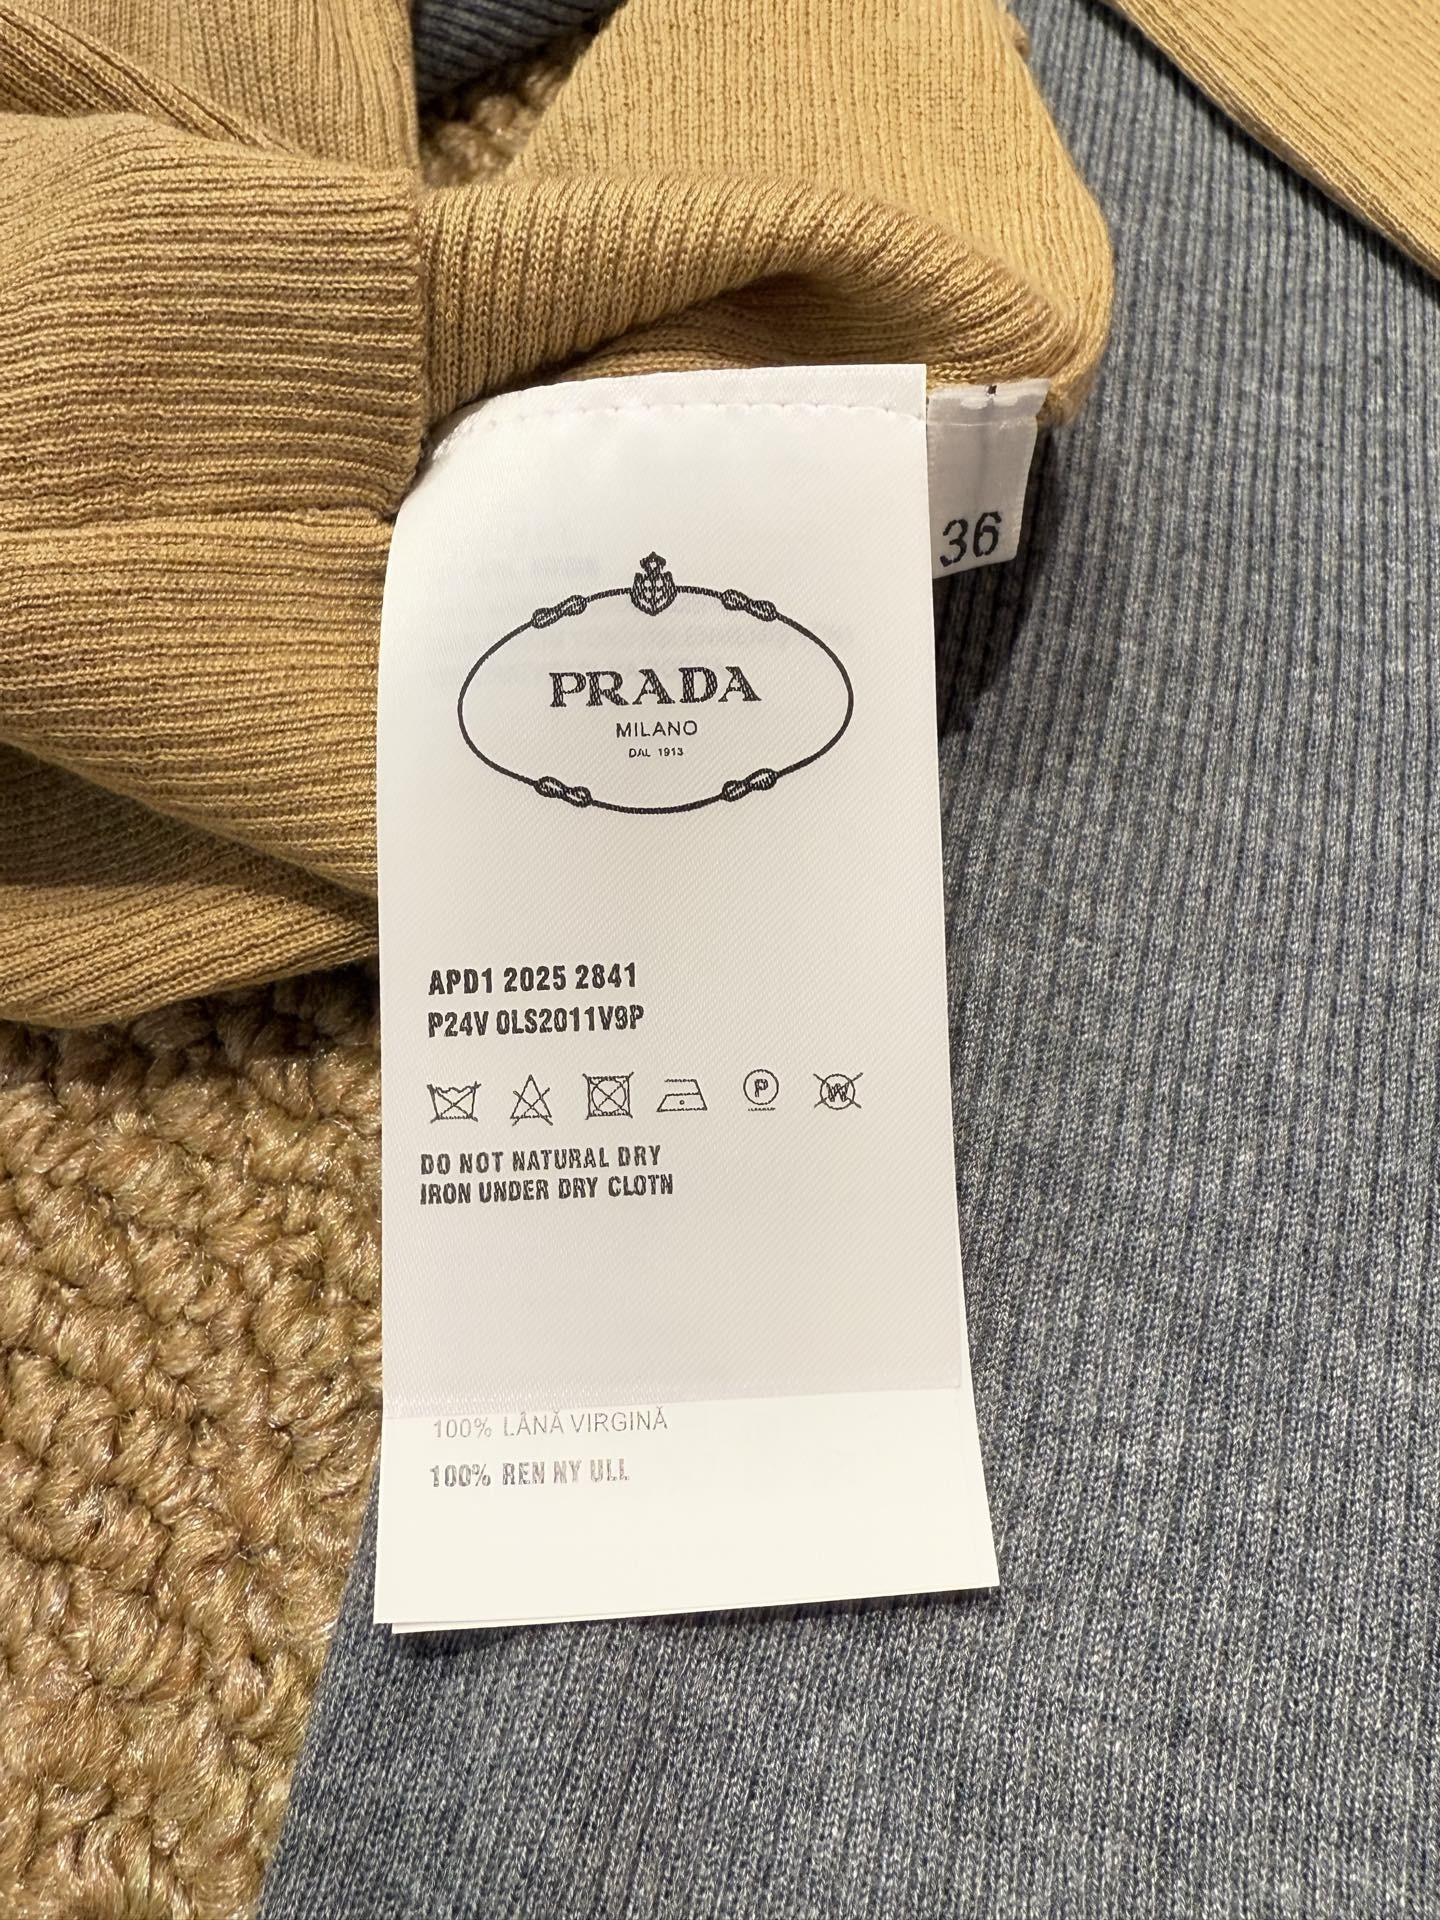 36
PRADA
MILANO
DAL 1913
APD1 2025 2841
P24V 0LS2011V9P
P
W
DO NOT NATURAL DRY
IRON UNDER DRY CLOTN
100% LÂNĂ VIRGINĂ
100% REN NY ULL